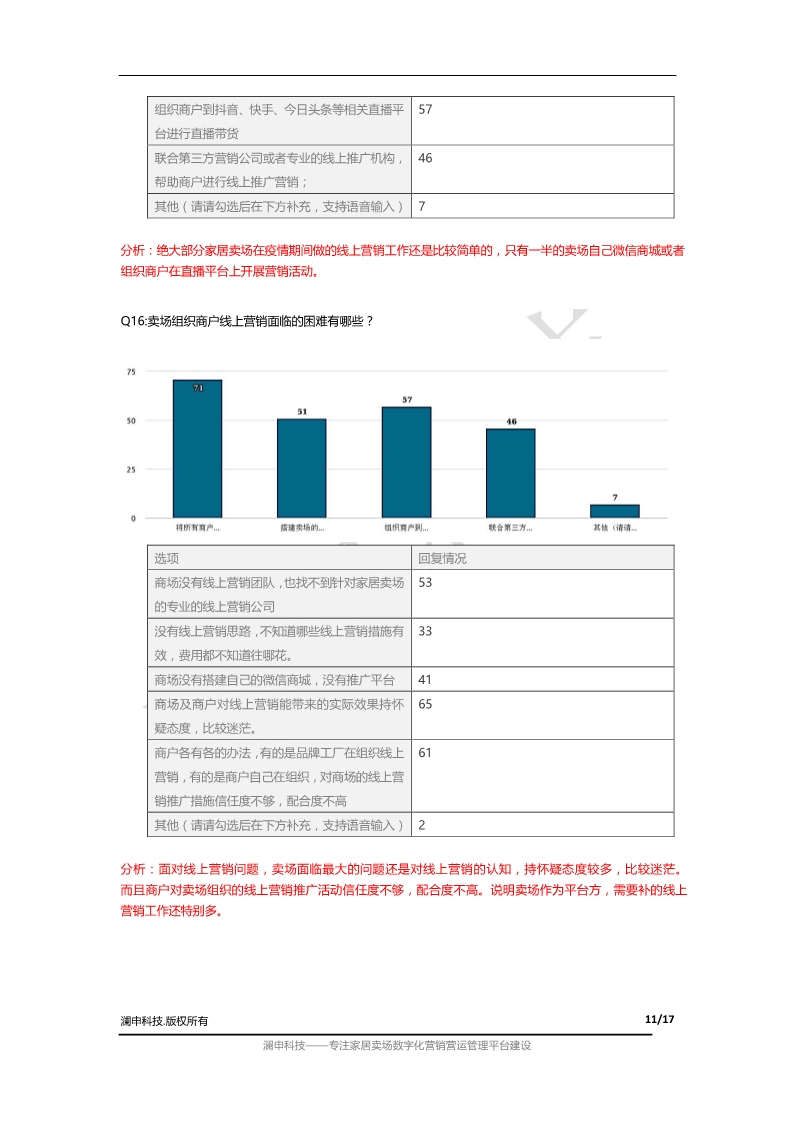 组织商户到抖音、快手、今日头条等相关直播平
57
台进行直播带货
联合第三方营销公司或者专业的线上推广机构，
46
帮助商户进行线上推广营销；
其他（请请勾选后在下方补充，支持语音输入）
7
分析：绝大部分家居卖场在疫情期间做的线上营销工作还是比较简单的，只有一半的卖场自己微信商城或者
组织商户在直播平台上开展营销活动。
Q16:卖场组织商户线上营销面临的困难有哪些？
75
50
25
0
71
51
57
46
7
将所有商户...
搭建卖场的...
组织商户到...
联合第三方...
其他（请请...
选项
回复情况
商场没有线上营销团队，也找不到针对家居卖场
53
的专业的线上营销公司
没有线上营销思路，不知道哪些线上营销措施有
33
效，费用都不知道往哪花。
商场没有搭建自己的微信商城，没有推广平台
41
商场及商户对线上营销能带来的实际效果持怀
65
疑态度，比较迷茫。
商户各有各的办法，有的是品牌工厂在组织线上
61
营销，有的是商户自己在组织，对商场的线上营
销推广措施信任度不够，配合度不高
其他（请请勾选后在下方补充，支持语音输入）
2
分析：面对线上营销问题，卖场面临最大的问题还是对线上营销的认知，持怀疑态度较多，比较迷茫。
而且商户对卖场组织的线上营销推广活动信任度不够，配合度不高。说明卖场作为平台方，需要补的线上
营销工作还特别多。
澜申科技.版权所有
11/17
澜申科技——专注家居卖场数字化营销营运管理平台建设